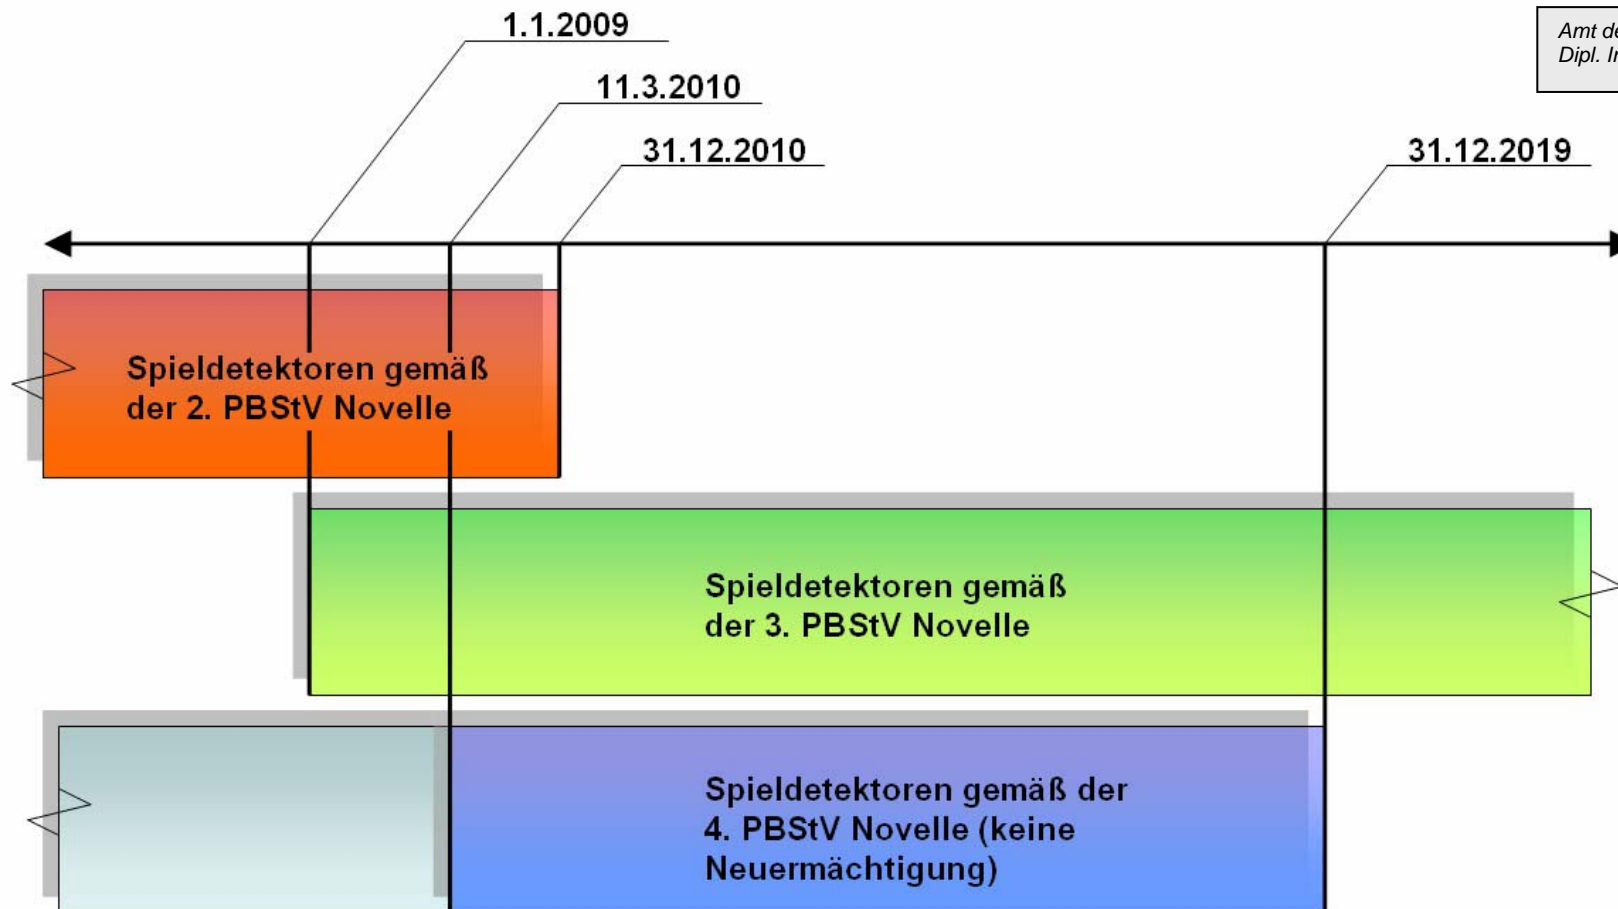 1.1.2009
Amt
Dipl.
11.3.2010
31.12.2010
31.12.2019
Spieldetektoren gemäß
der 2. PBStV Novelle
Spieldetektoren gemäß
der 3. PBStV Novelle
Spieldetektoren gemäß der
4. PBStV Novelle (keine
Neuermächtigung)